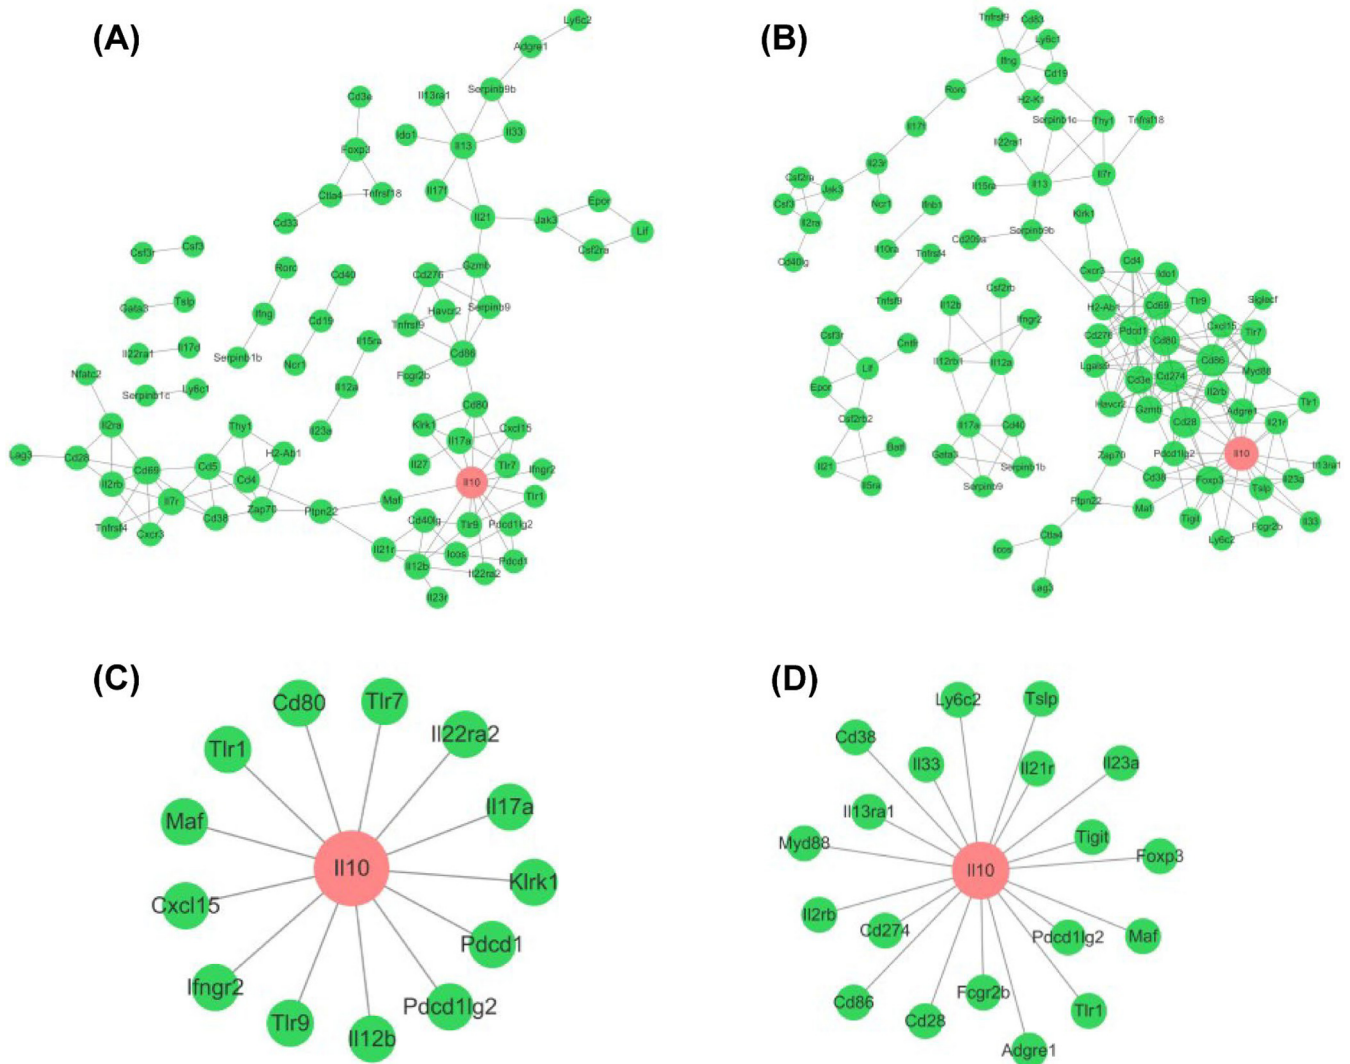 (A)
Ly6c2
Adgre1
Serpinb9b
Il13ra1
Cd3e
Ido1
Il33
Foxp3
Il13
Ctla4
Tnfrsf18
Il17f
Cd33
Il21
Jak3
Epor
Lif
Csf2ra
Csf3r
Csf3
Rorc
Cd40
Cd276
Gzmb
Gata3
Tslp
Ifng
Cd19
Havcr2
Serpinb9
Tnfrsf9
Il22ra1
Il17d
Serpinb1b
Ncr1
Il15ra
Cd86
Nfatc2
Fcgr2b
Serpinb1c
Ly6c1
Il12a
Cd80
Il2ra
Thy1
Il23a
Klrk1
Il17a
Cxcl15
Lag3
Cd28
H2-Ab1
Cd69
Cd5
Il27
Tlr7
Ifngr2
Il2rb
Cd4
Il10
Il7r
Maf
Tlr1
Tnfrsf4
Cxcr3
Cd38
Zap70
Ptpn22
Cd40lg
Tlr9
Pdcd1lg2
Il21r
Icos
Pdcd1
Il12b
Il22ra2
Il23r
(B)
Tnfrsf9
Cd83
Ly6c1
Ifng
Cd19
Rorc
H2-K1
Il17f
Serpinb1c
Thy1
Tnfrsf18
Il22ra1
Il23r
Csf2ra
Jak3
Il15ra
Il13
Il7r
Csf3
Ncr1
Ifnb1
Il2ra
Klrk1
Serpinb9b
Cd209a
Il10ra
Cd40lg
Tnfrsf4
Cxcr3
Cd4
Ido1
Tnfsf9
Il12b
Csf2rb
H2-Ab1
Cd69
Tlr9
Siglecf
Ifngr2
Cxcl15
Csf3r
Cntfr
Cd276
Pdcd1
Cd80
Tlr7
Lif
Il12rb1
Il12a
Lgals9
Cd86
Myd88
Epor
Cd3e
Cd274
Il2rb
Havcr2
Gzmb
Adgre1
Tlr1
Csf2rb2
Il17a
Cd40
Cd28
Il21r
Baff
Gata3
Zap70
Pdcd1lg2
Il10
Il21
Serpinb1b
Il13ra1
Il5ra
Serpinb9
Cd38
Foxp3
Tslp
Il23a
Ptpn22
Maf
Tigit
Fcgr2b
Il33
Icos
Ctla4
Ly6c2
Lag3
(C)
Cd80
Tlr7
Il22ra2
Tlr1
Il17a
Maf
Il10
Klrk1
Cxcl15
Pdcd1
Ifngr2
Pdcd1lg2
Tlr9
Il12b
(D)
Ly6c2
Tslp
Cd38
Il33
Il21r
Il23a
Il13ra1
Myd88
Tigit
Foxp3
Il10
Il2rb
Cd274
Pdcd1lg2
Maf
Cd86
Fcgr2b
Cd28
Tlr1
Adgre1